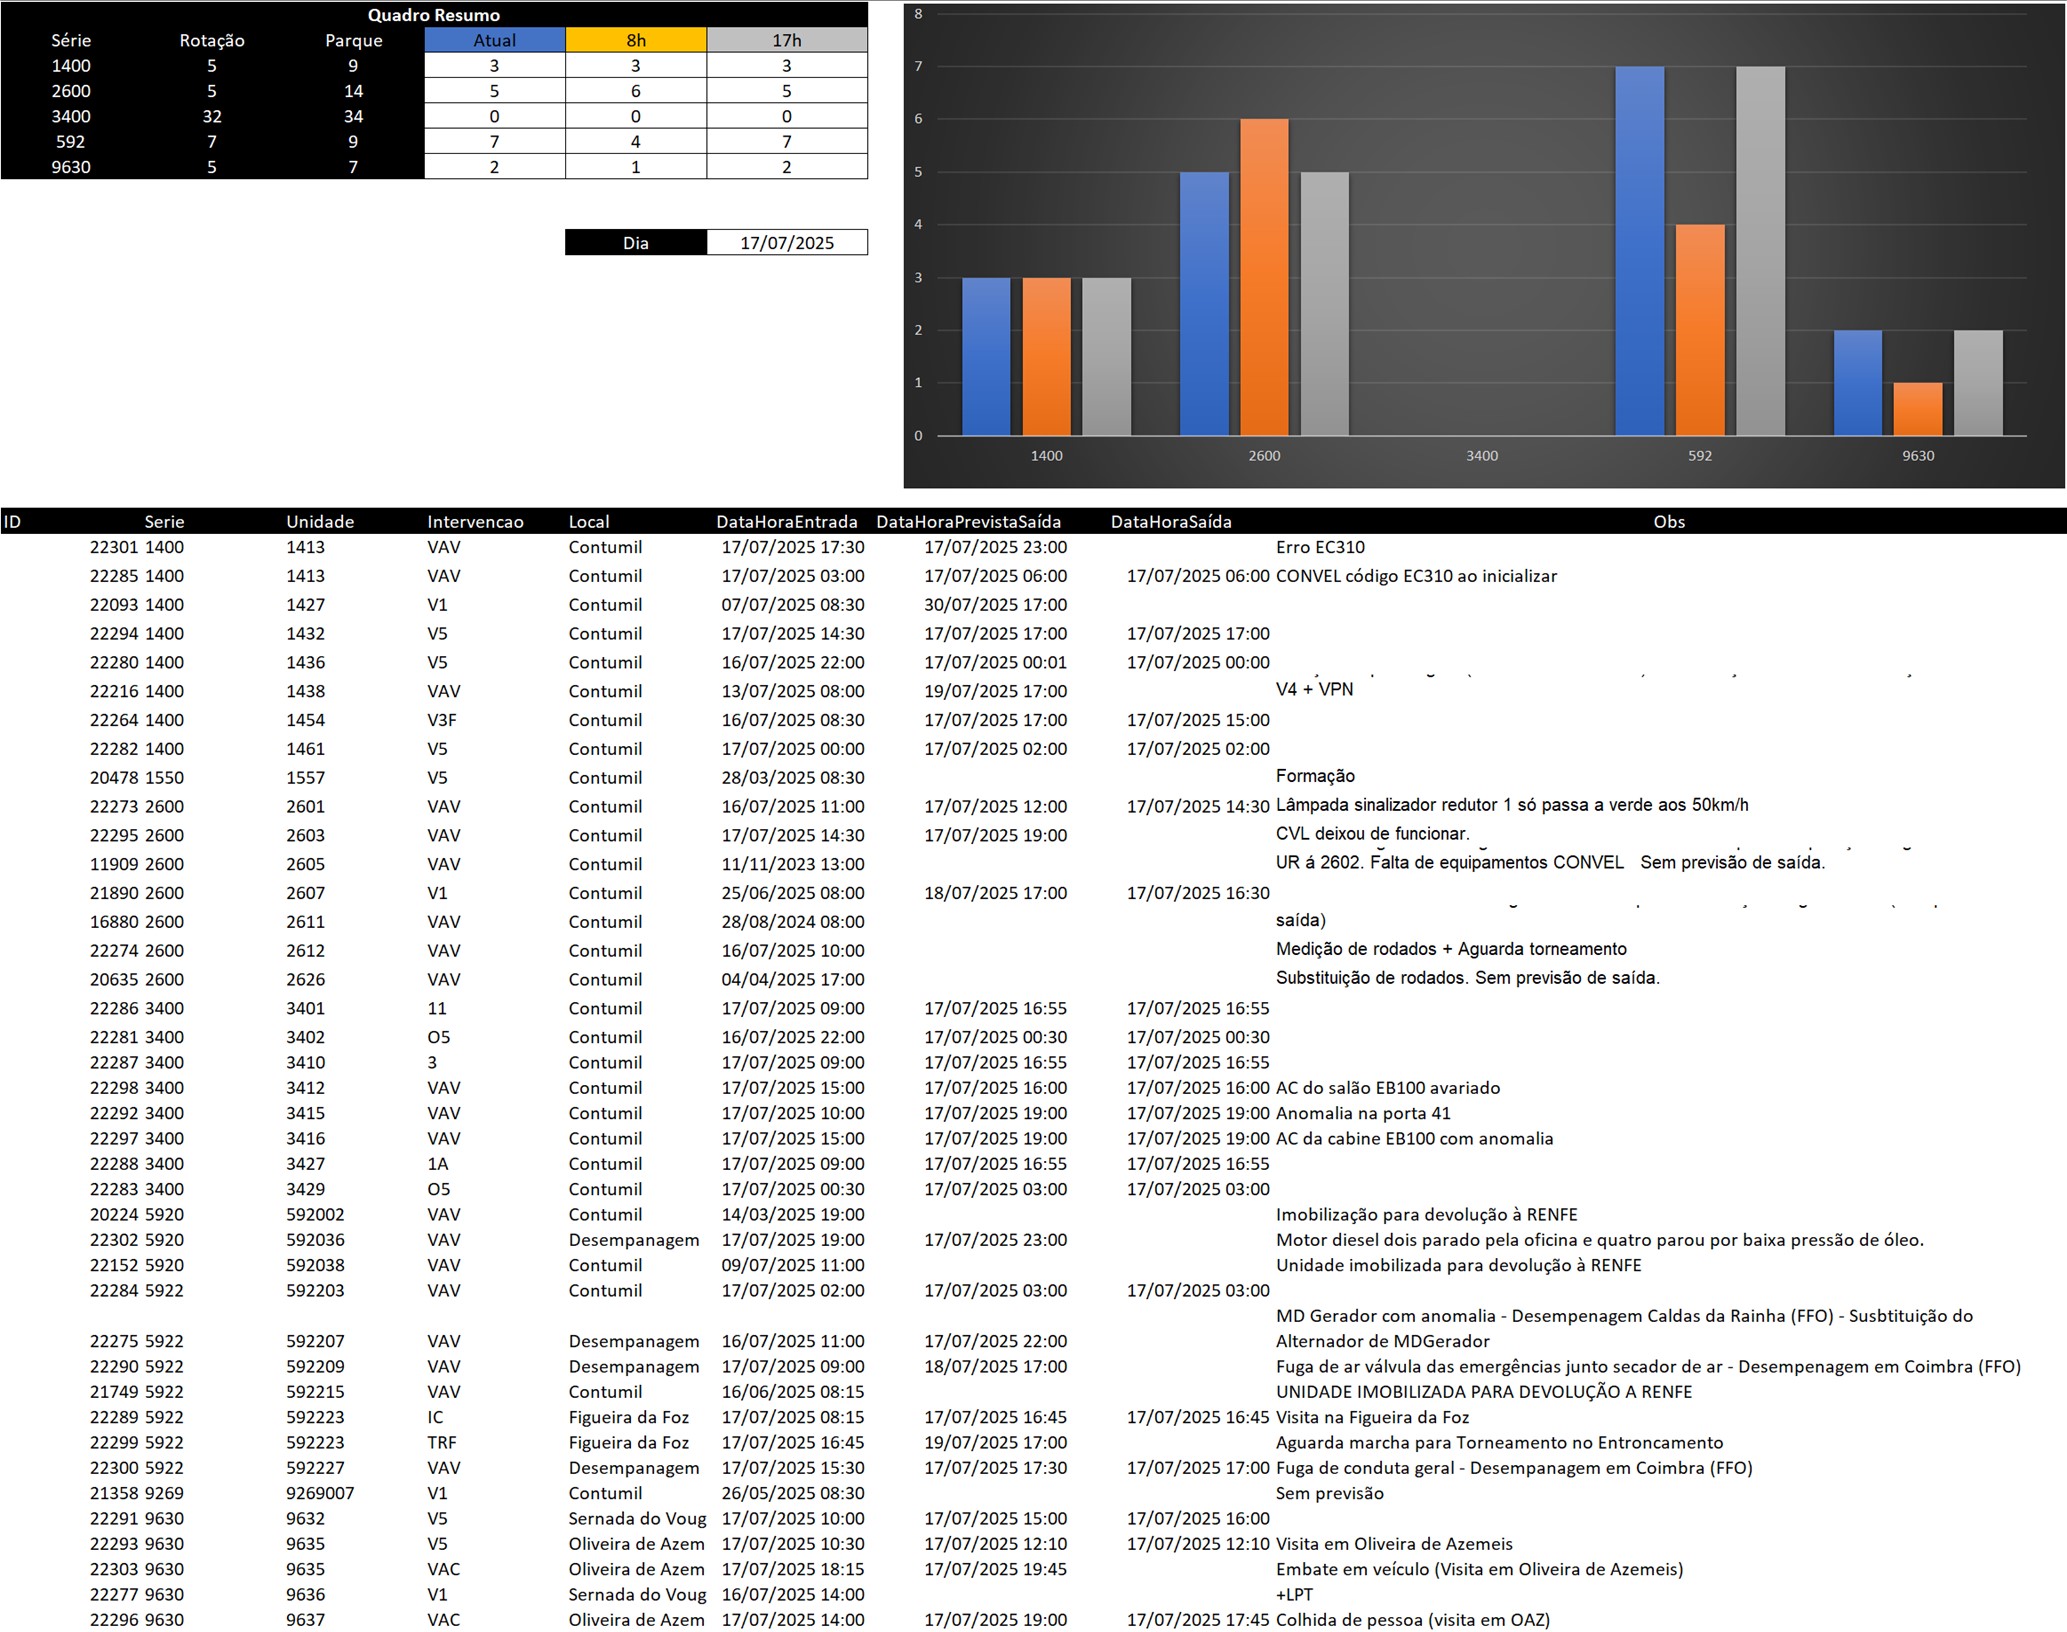 Quadro Resumo
Série Rotação Parque Atual 8h 17h
1400 5 9 3 3 3
2600 5 14 5 6 5
3400 32 34 0 0 0
592 7 9 7 4 7
9630 5 7 2 1 2
Dia 17/07/2025
8
7
6
5
4
3
2
1
0
1400 2600 3400 592 9630
ID Serie Unidade Intervencao Local DataHoraEntrada DataHoraPrevistaSaída DataHoraSaída Obs
22301 1400 1413 VAV Contumil 17/07/2025 17:30 17/07/2025 23:00 Erro EC310
22285 1400 1413 VAV Contumil 17/07/2025 03:00 17/07/2025 06:00 17/07/2025 06:00 CONVEL código EC310 ao inicializar
22093 1400 1427 V1 Contumil 07/07/2025 08:30 30/07/2025 17:00
22294 1400 1432 V5 Contumil 17/07/2025 14:30 17/07/2025 17:00 17/07/2025 17:00
22280 1400 1436 V5 Contumil 16/07/2025 22:00 17/07/2025 00:01 17/07/2025 00:00
22216 1400 1438 VAV Contumil 13/07/2025 08:00 19/07/2025 17:00 V4 + VPN
22264 1400 1454 V3F Contumil 16/07/2025 08:30 17/07/2025 17:00 17/07/2025 15:00
22282 1400 1461 V5 Contumil 17/07/2025 00:00 17/07/2025 02:00 17/07/2025 02:00
20478 1550 1557 V5 Contumil 28/03/2025 08:30 Formação
22273 2600 2601 VAV Contumil 16/07/2025 11:00 17/07/2025 12:00 17/07/2025 14:30 Lâmpada sinalizador redutor 1 só passa a verde aos 50km/h
22295 2600 2603 VAV Contumil 17/07/2025 14:30 17/07/2025 19:00 CVL deixou de funcionar.
11909 2600 2605 VAV Contumil 11/11/2023 13:00 UR á 2602. Falta de equipamentos CONVEL Sem previsão de saída.
21890 2600 2607 V1 Contumil 25/06/2025 08:00 18/07/2025 17:00 17/07/2025 16:30
16880 2600 2611 VAV Contumil 28/08/2024 08:00 saída)
22274 2600 2612 VAV Contumil 16/07/2025 10:00 Medição de rodados + Aguarda torneamento
20635 2600 2626 VAV Contumil 04/04/2025 17:00 Substituição de rodados. Sem previsão de saída.
22286 3400 3401 11 Contumil 17/07/2025 09:00 17/07/2025 16:55 17/07/2025 16:55
22281 3400 3402 O5 Contumil 16/07/2025 22:00 17/07/2025 00:30 17/07/2025 00:30
22287 3400 3410 3 Contumil 17/07/2025 09:00 17/07/2025 16:55 17/07/2025 16:55
22298 3400 3412 VAV Contumil 17/07/2025 15:00 17/07/2025 16:00 17/07/2025 16:00 AC do salão EB100 avariado
22292 3400 3415 VAV Contumil 17/07/2025 10:00 17/07/2025 19:00 17/07/2025 19:00 Anomalia na porta 41
22297 3400 3416 VAV Contumil 17/07/2025 15:00 17/07/2025 19:00 17/07/2025 19:00 AC da cabine EB100 com anomalia
22288 3400 3427 1A Contumil 17/07/2025 09:00 17/07/2025 16:55 17/07/2025 16:55
22283 3400 3429 O5 Contumil 17/07/2025 00:30 17/07/2025 03:00 17/07/2025 03:00
20224 5920 592002 VAV Contumil 14/03/2025 19:00 Imobilização para devolução à RENFE
22302 5920 592036 VAV Desempanagem 17/07/2025 19:00 17/07/2025 23:00 Motor diesel dois parado pela oficina e quatro parou por baixa pressão de óleo.
22152 5920 592038 VAV Contumil 09/07/2025 11:00 Unidade imobilizada para devolução à RENFE
22284 5922 592203 VAV Contumil 17/07/2025 02:00 17/07/2025 03:00 17/07/2025 03:00
MD Gerador com anomalia - Desempenagem Caldas da Rainha (FFO) - Susbtituição do
22275 5922 592207 VAV Desempanagem 16/07/2025 11:00 17/07/2025 22:00 Alternador de MDGerador
22290 5922 592209 VAV Desempanagem 17/07/2025 09:00 18/07/2025 17:00 Fuga de ar válvula das emergências junto secador de ar - Desempenagem em Coimbra (FFO)
21749 5922 592215 VAV Contumil 16/06/2025 08:15 UNIDADE IMOBILIZADA PARA DEVOLUÇÃO A RENFE
22289 5922 592223 IC Figueira da Foz 17/07/2025 08:15 17/07/2025 16:45 17/07/2025 16:45 Visita na Figueira da Foz
22299 5922 592223 TRF Figueira da Foz 17/07/2025 16:45 19/07/2025 17:00 Aguarda marcha para Torneamento no Entroncamento
22300 5922 592227 VAV Desempanagem 17/07/2025 15:30 17/07/2025 17:30 17/07/2025 17:00 Fuga de conduta geral - Desempanagem em Coimbra (FFO)
21358 9269 9269007 V1 Contumil 26/05/2025 08:30 Sem previsão
22291 9630 9632 V5 Sernada do Voug 17/07/2025 10:00 17/07/2025 15:00 17/07/2025 16:00
22293 9630 9635 V5 Oliveira de Azem 17/07/2025 10:30 17/07/2025 12:10 17/07/2025 12:10 Visita em Oliveira de Azemeis
22303 9630 9635 VAC Oliveira de Azem 17/07/2025 18:15 17/07/2025 19:45 Embate em veículo (Visita em Oliveira de Azemeis)
22277 9630 9636 V1 Sernada do Voug 16/07/2025 14:00 +LPT
22296 9630 9637 VAC Oliveira de Azem 17/07/2025 14:00 17/07/2025 19:00 17/07/2025 17:45 Colhida de pessoa (visita em OAZ)